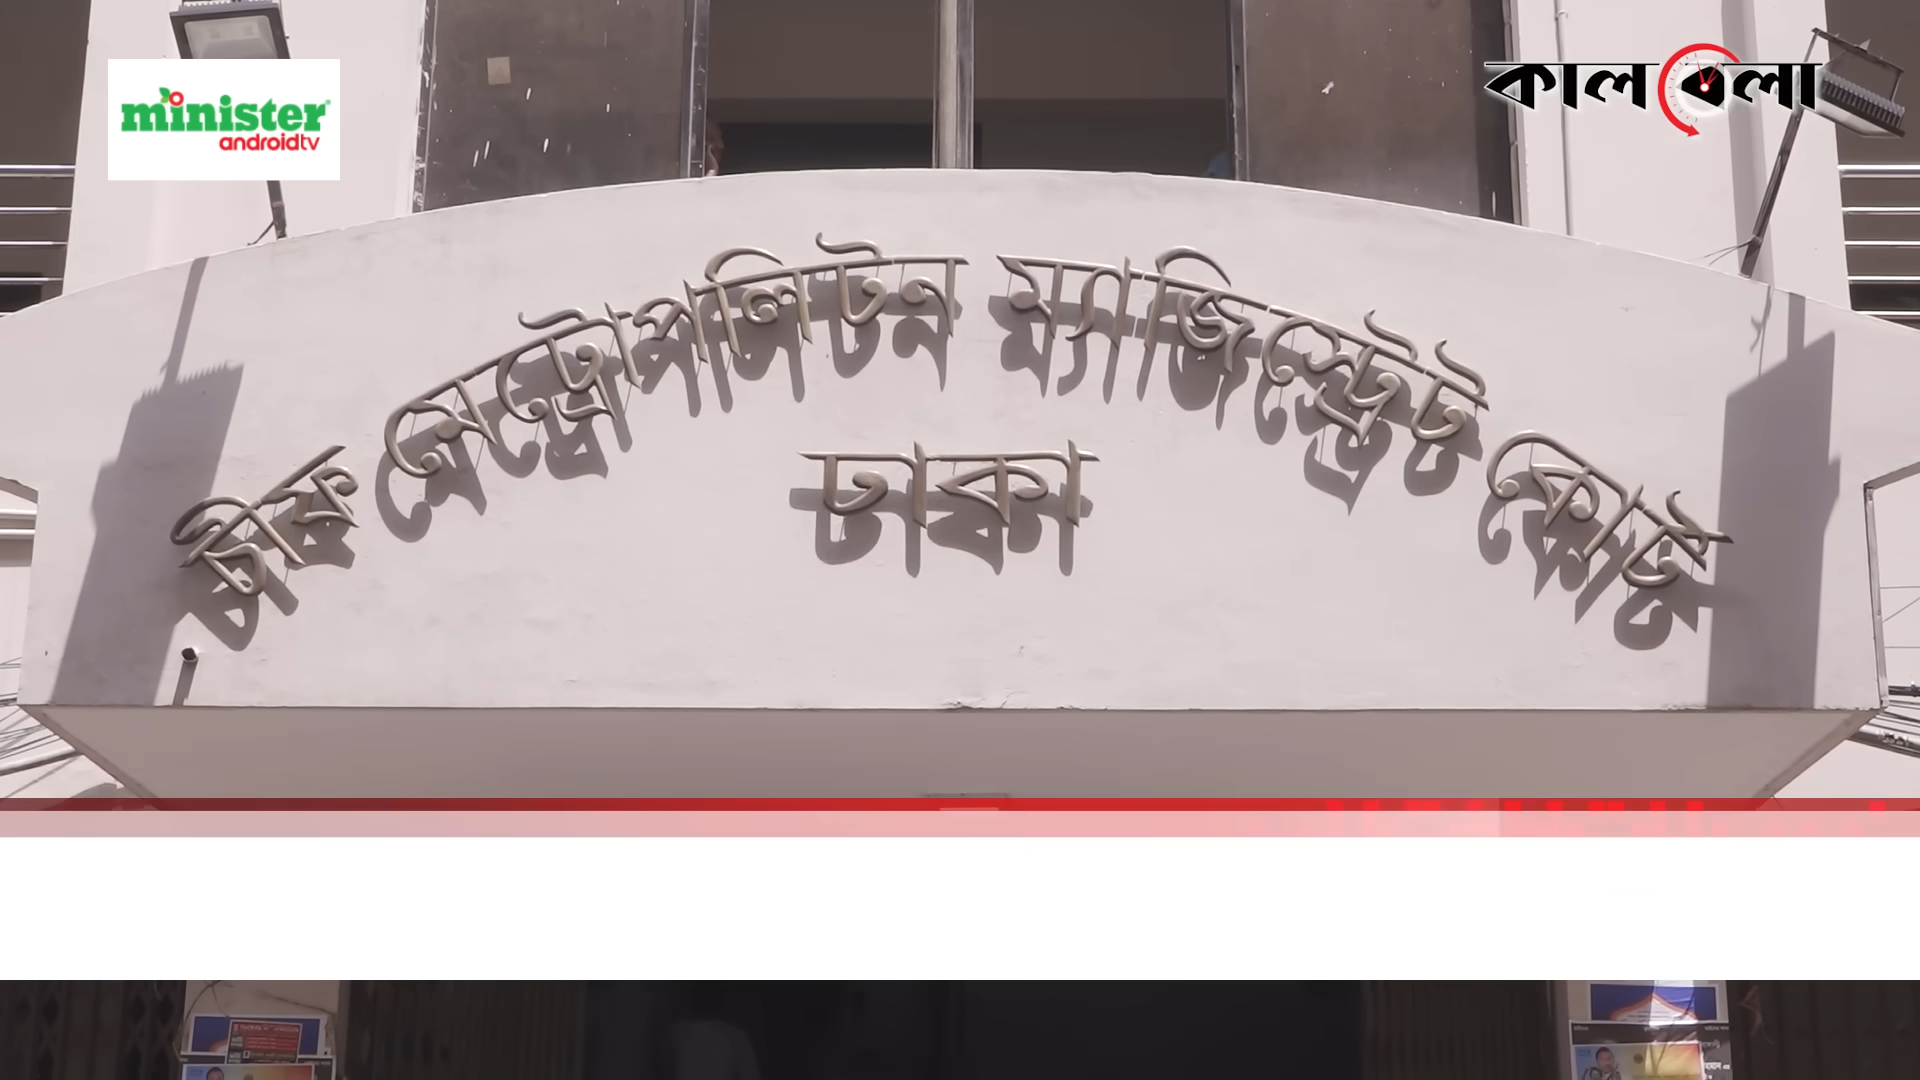 minister
androidtv
কালবেলা
চীফ মেট্রোপলিটন ম্যাজিস্ট্রেট কোর্ট
ঢাকা